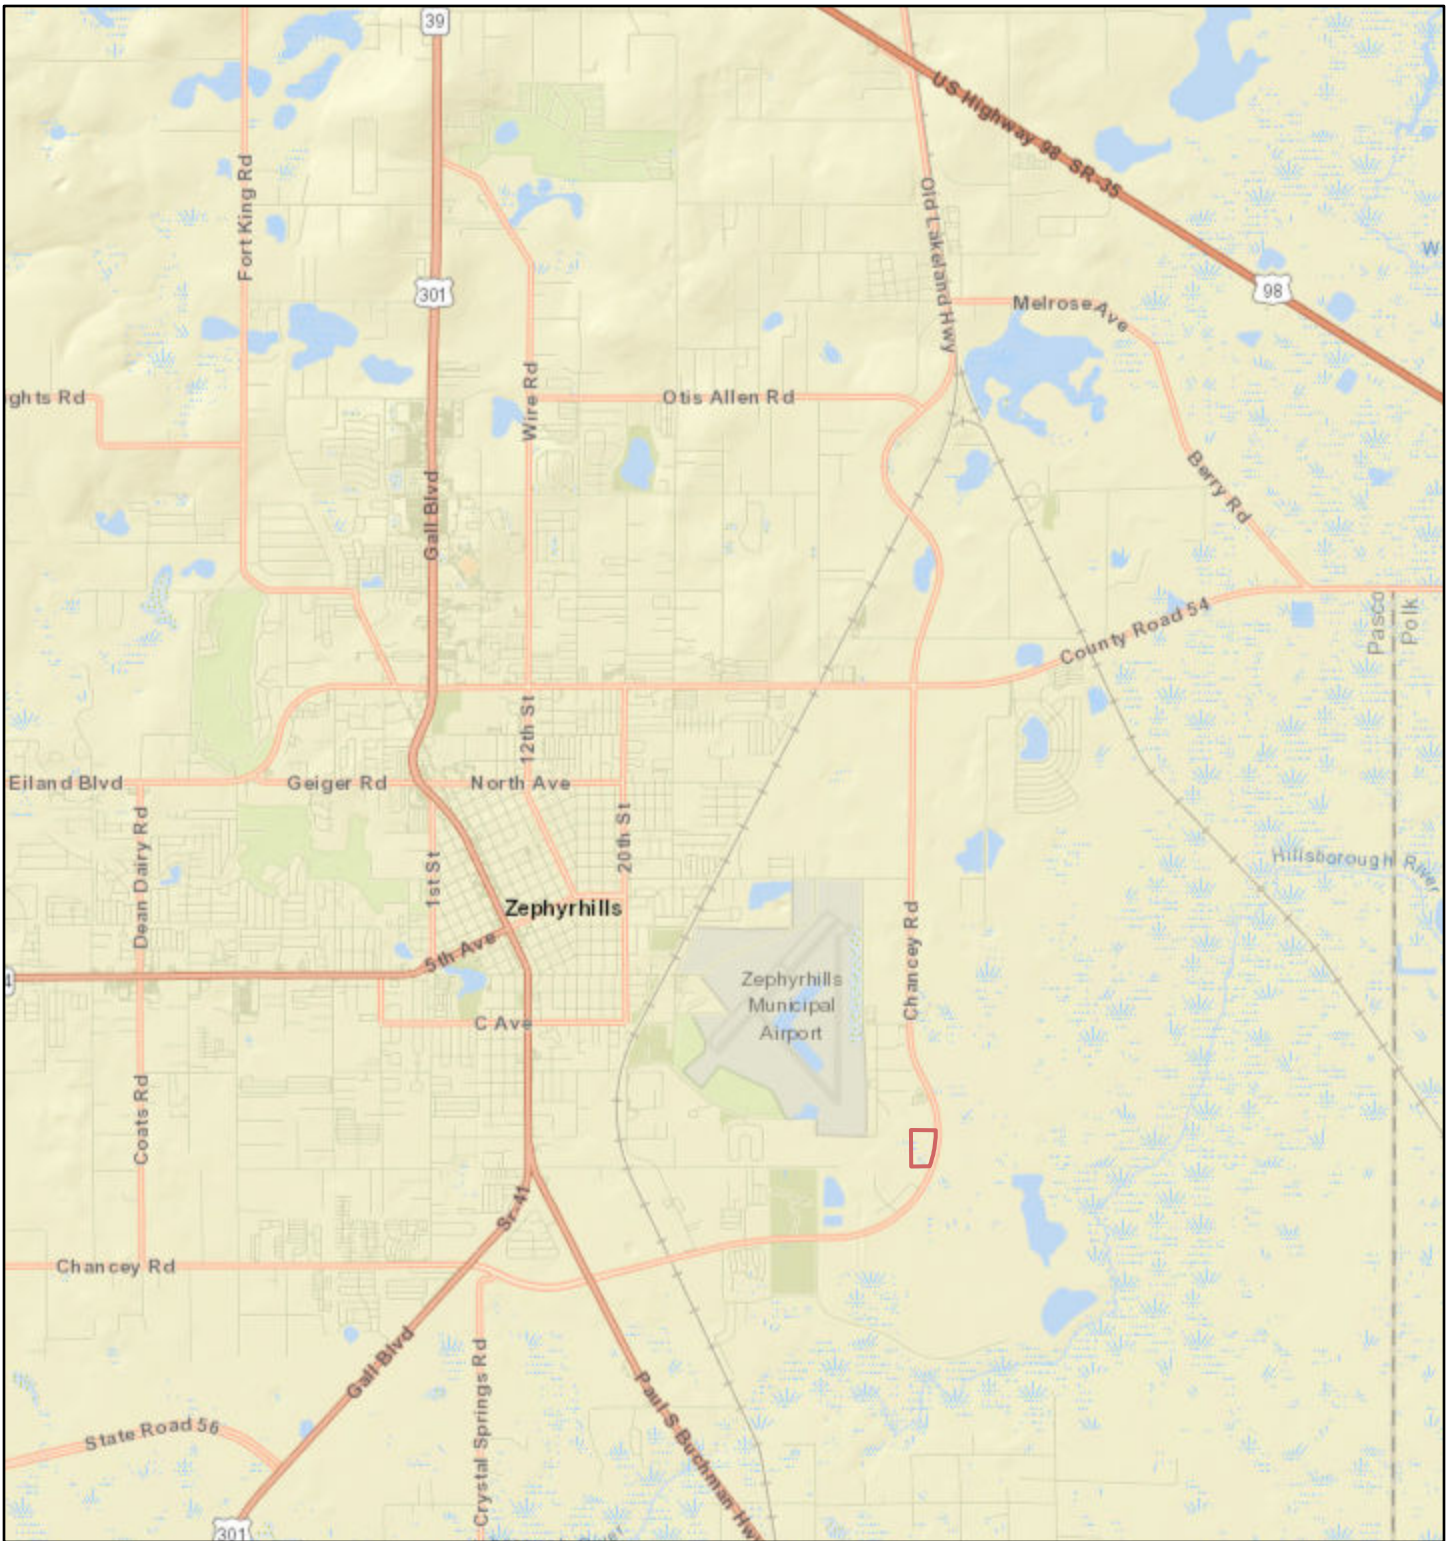 39
US Highway 98 SR-35
Fort King Rd
Old Lakeland Hwy
W
301
98
Melrose Ave
ghts Rd
Wire Rd
Otis Allen Rd
Gall Blvd
Berry Rd
County Road 54
Pasco
Polk
12th St
Eiland Blvd
Geiger Rd
North Ave
Dean Dairy Rd
1st St
20th St
Hillsborough River
Zephyrhills
5th Ave
Chancey Rd
4
Zephyrhills
Municipal
Airport
C Ave
Coats Rd
Sr-41
Chancey Rd
Gall Blvd
Crystal Springs Rd
Paul S Buchman Hwy
State Road 56
301
River